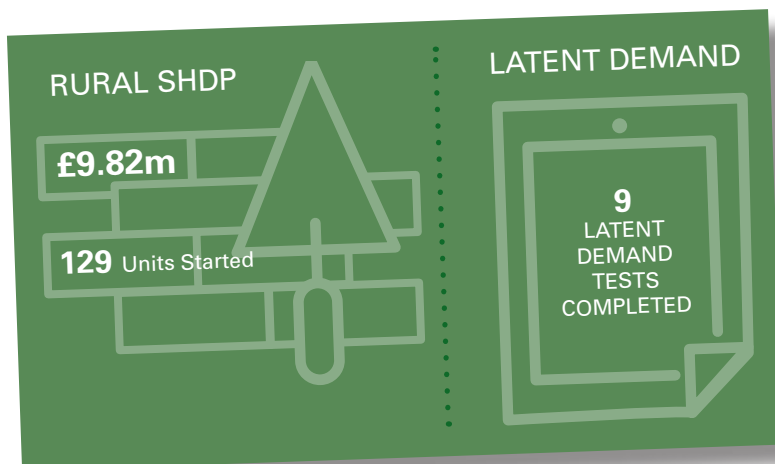 RURAL SHDP
£9.82m
129 Units Started
LATENT DEMAND
9
LATENT
DEMAND
TESTS
COMPLETED